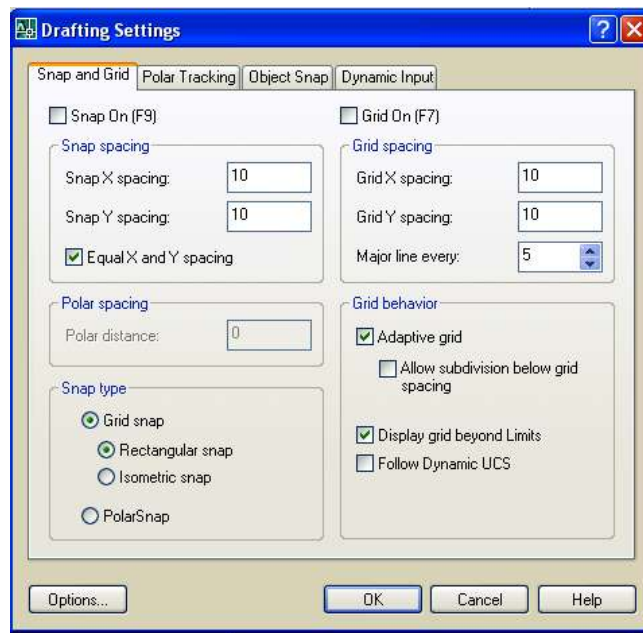 Drafting Settings
Snap and Grid Polar Tracking Object Snap Dynamic Input
Snap On (F9)
Snap spacing
Snap X spacing: 10
Snap Y spacing: 10
Equal X and Y spacing
Polar spacing
Polar distance: 0
Snap type
Grid snap
Rectangular snap
Isometric snap
PolarSnap
Grid On (F7)
Grid spacing
Grid X spacing: 10
Grid Y spacing: 10
Major line every: 5
Grid behavior
Adaptive grid
Allow subdivision below grid
spacing
Display grid beyond Limits
Follow Dynamic UCS
Options... OK Cancel Help